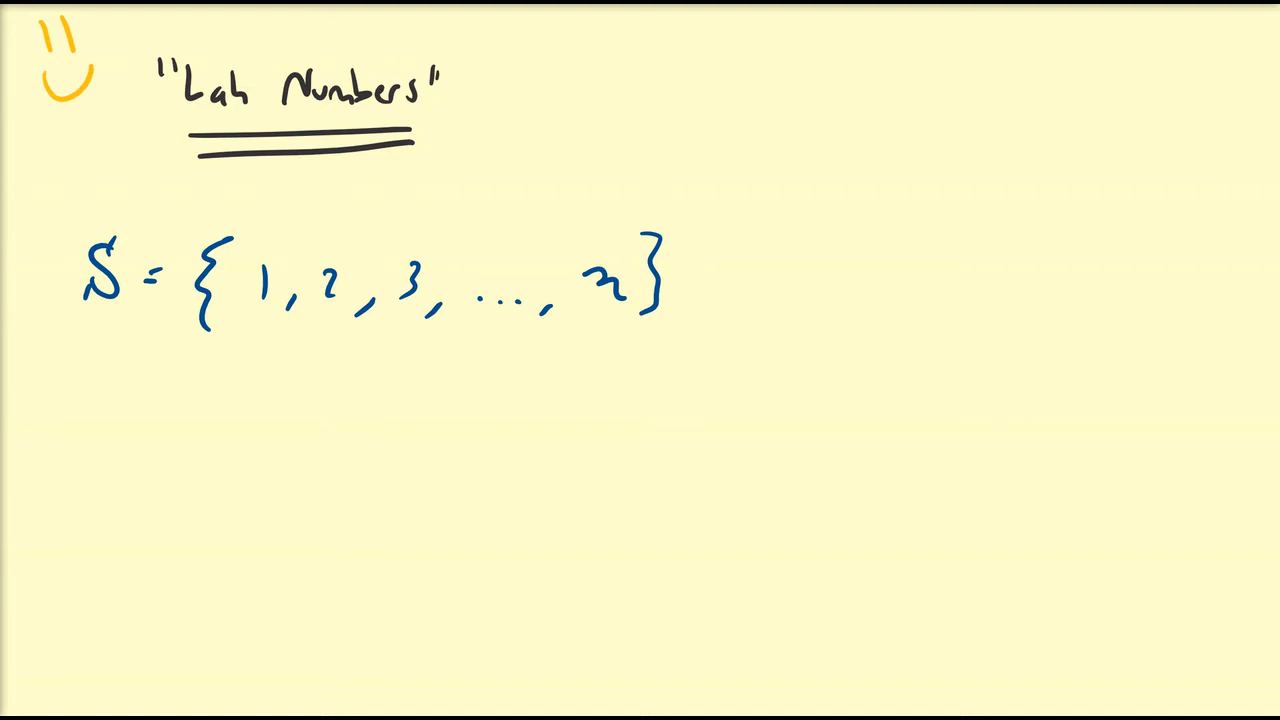 "Lah Numbers"
S = { 1, 2, 3, ..., n }